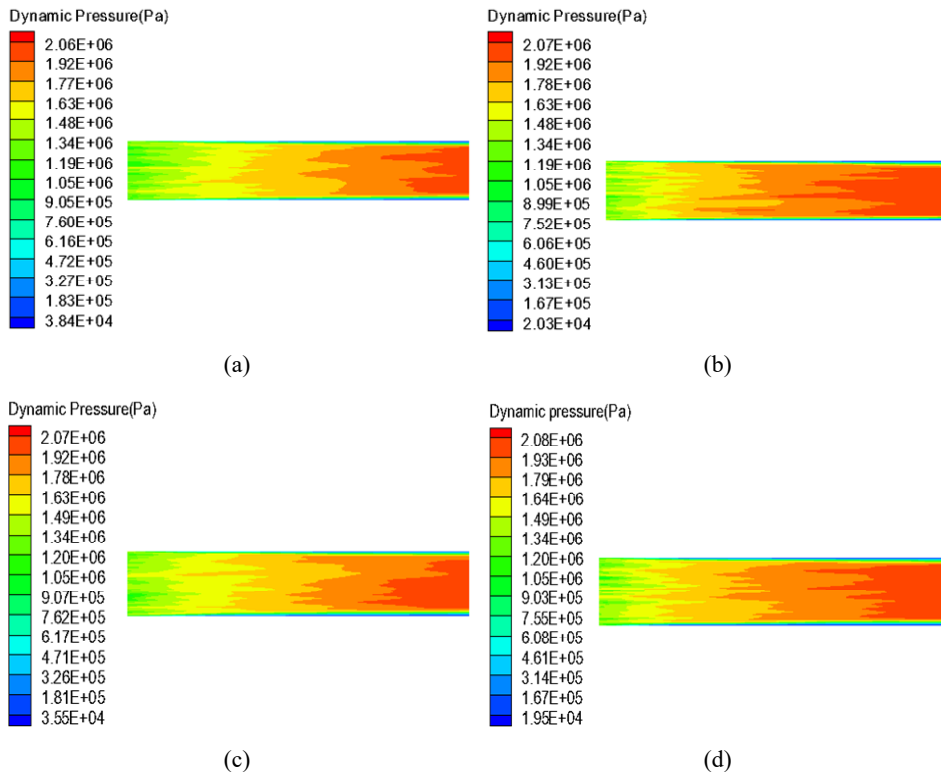 Dynamic Pressure(Pa)
2.06E+06
1.92E+06
1.77E+06
1.63E+06
1.48E+06
1.34E+06
1.19E+06
1.05E+06
9.05E+05
7.60E+05
6.16E+05
4.72E+05
3.27E+05
1.83E+05
3.84E+04
(a)
Dynamic Pressure(Pa)
2.07E+06
1.92E+06
1.78E+06
1.63E+06
1.48E+06
1.34E+06
1.19E+06
1.05E+06
8.99E+05
7.52E+05
6.06E+05
4.60E+05
3.13E+05
1.67E+05
2.03E+04
(b)
Dynamic Pressure(Pa)
2.07E+06
1.92E+06
1.78E+06
1.63E+06
1.49E+06
1.34E+06
1.20E+06
1.05E+06
9.07E+05
7.62E+05
6.17E+05
4.71E+05
3.26E+05
1.81E+05
3.55E+04
(c)
Dynamic pressure(Pa)
2.08E+06
1.93E+06
1.79E+06
1.64E+06
1.49E+06
1.34E+06
1.20E+06
1.05E+06
9.03E+05
7.55E+05
6.08E+05
4.61E+05
3.14E+05
1.67E+05
1.95E+04
(d)